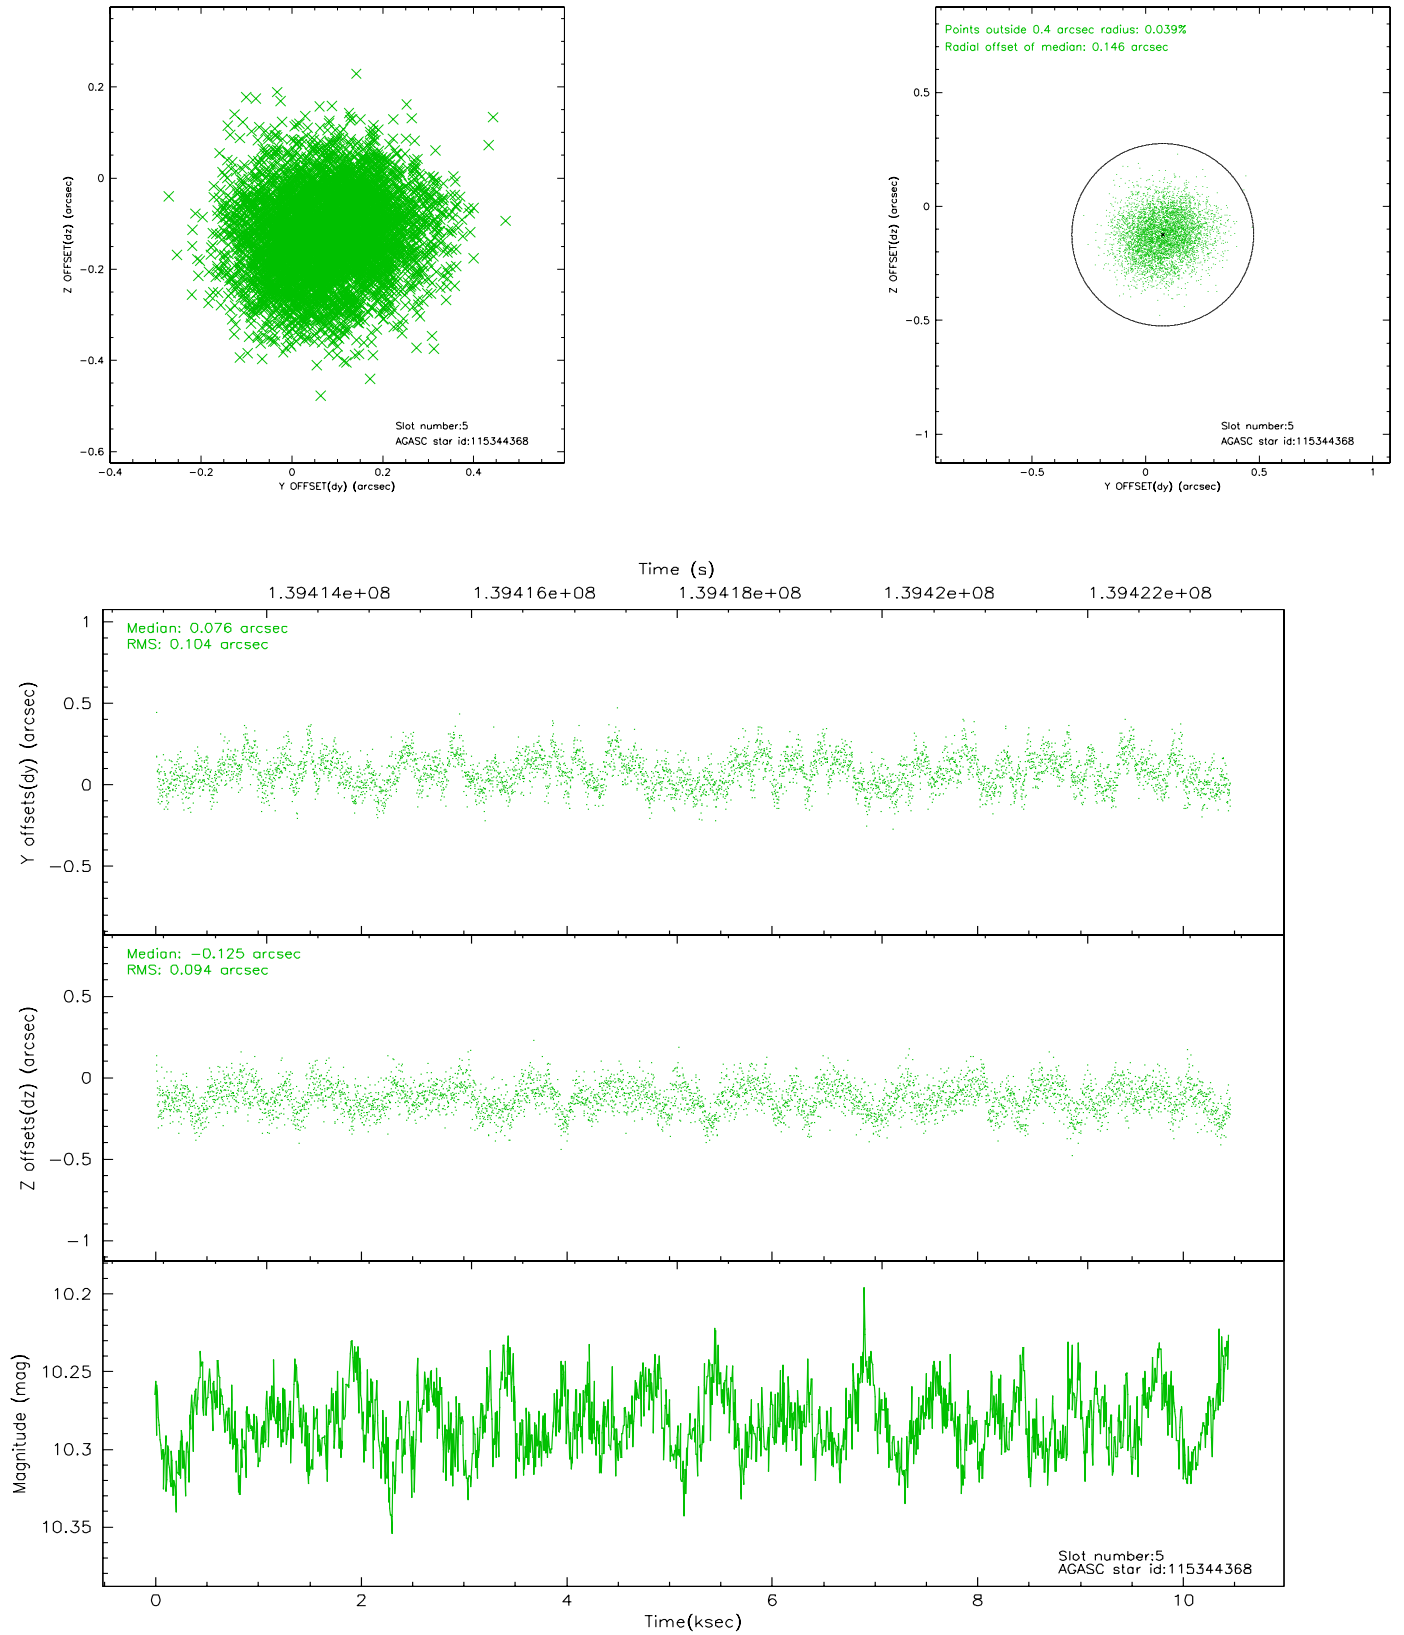 0.2
0
−0.2
−0.4
−0.6
Z OFFSET(dz) (arcsec)
Slot number:5
AGASC star id:115344368
−0.4 −0.2 0 0.2 0.4
Y OFFSET(dy) (arcsec)
Points outside 0.4 arcsec radius: 0.039%
Radial offset of median: 0.146 arcsec
0.5
0
−0.5
−1
Z OFFSET(dz) (arcsec)
Slot number:5
AGASC star id:115344368
−0.5 0 0.5 1
Y OFFSET(dy) (arcsec)
Time (s)
1.39414e+08 1.39416e+08 1.39418e+08 1.3942e+08 1.39422e+08
Median: 0.076 arcsec
RMS: 0.104 arcsec
1
0.5
0
−0.5
Y offsets(dy) (arcsec)
Median: −0.125 arcsec
RMS: 0.094 arcsec
0.5
0
−0.5
−1
Z offsets(dz) (arcsec)
10.2
10.25
10.3
10.35
Magnitude (mag)
Slot number:5
AGASC star id:115344368
0 2 4 6 8 10
Time(ksec)